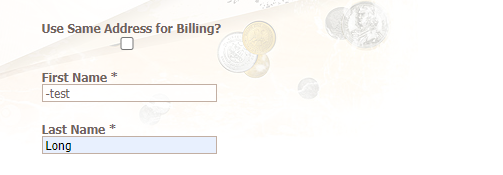 Use Same Address for Billing?
First Name *
-test
Last Name *
Long